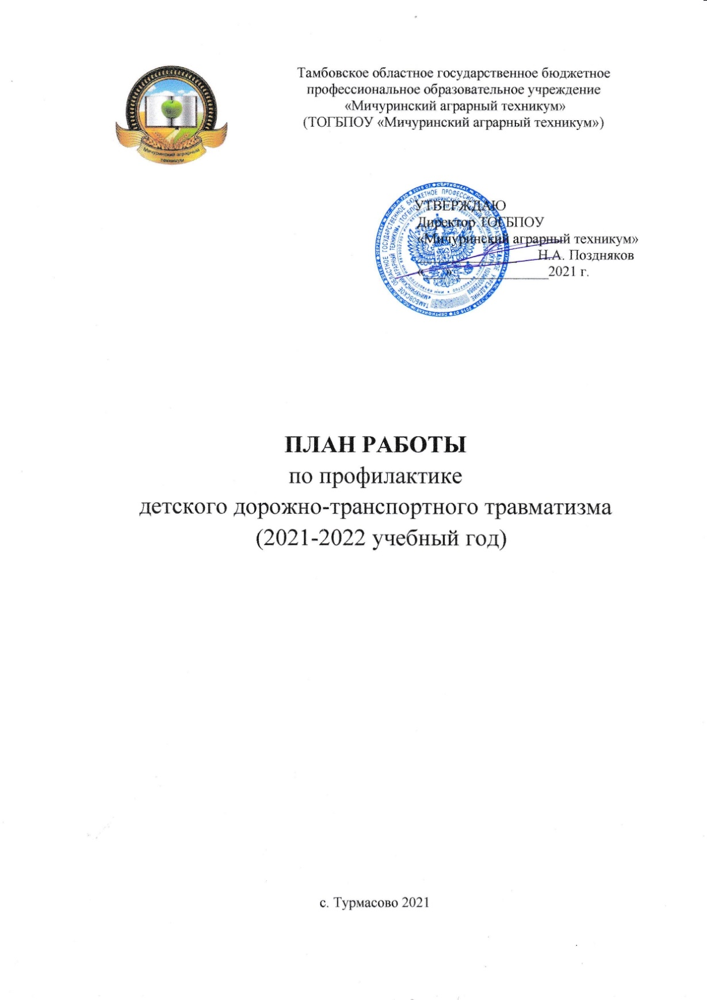 Тамбовское областное государственное бюджетное
профессиональное образовательное учреждение
«Мичуринский аграрный техникум»
(ТОГБПОУ «Мичуринский аграрный техникум»)
Мичуринский аграрный
техникум
УТВЕРЖДАЮ
Директор ТОГБПОУ
«Мичуринский аграрный техникум»
Н.А. Поздняков
«___»____________2021 г.
ПЛАН РАБОТЫ
по профилактике
детского дорожно-транспортного травматизма
(2021-2022 учебный год)
с. Турмасово 2021